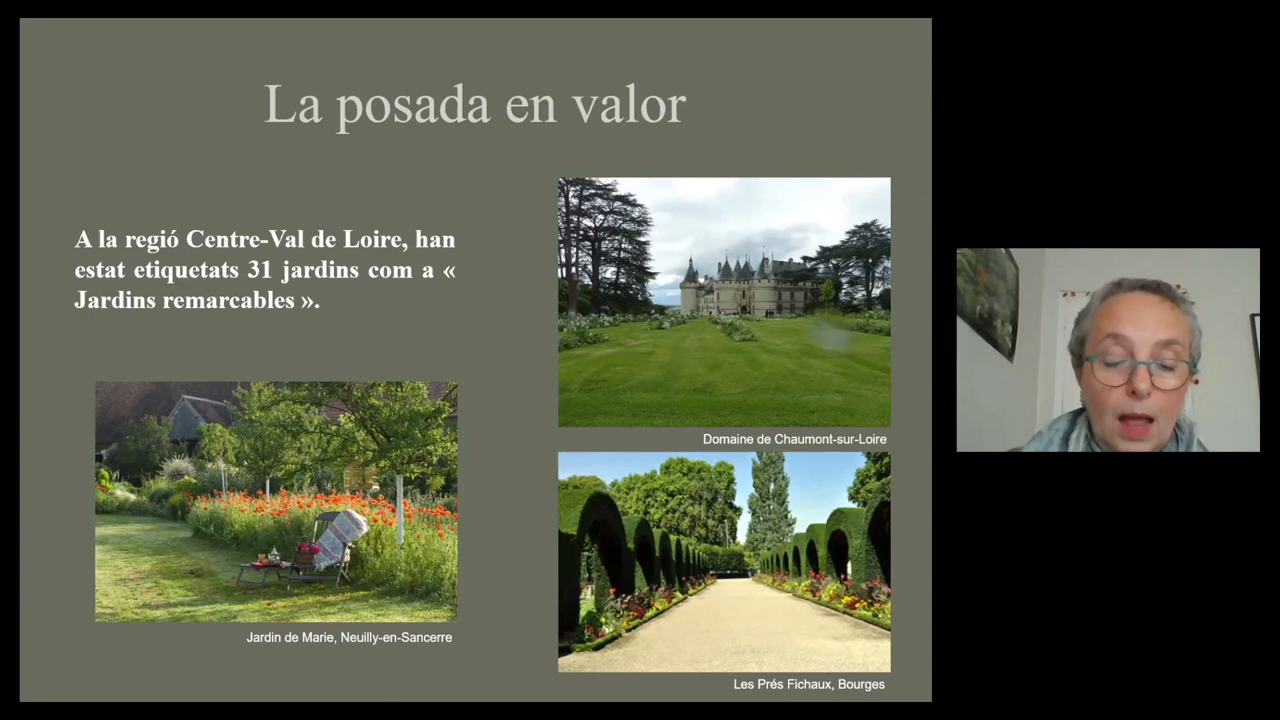 La posada en valor
A la regió Centre-Val de Loire, han
estat etiquetats 31 jardins com a «
Jardins remarcables ».
Domaine de Chaumont-sur-Loire
Jardin de Marie, Neuilly-en-Sancerre
Les Prés Fichaux, Bourges